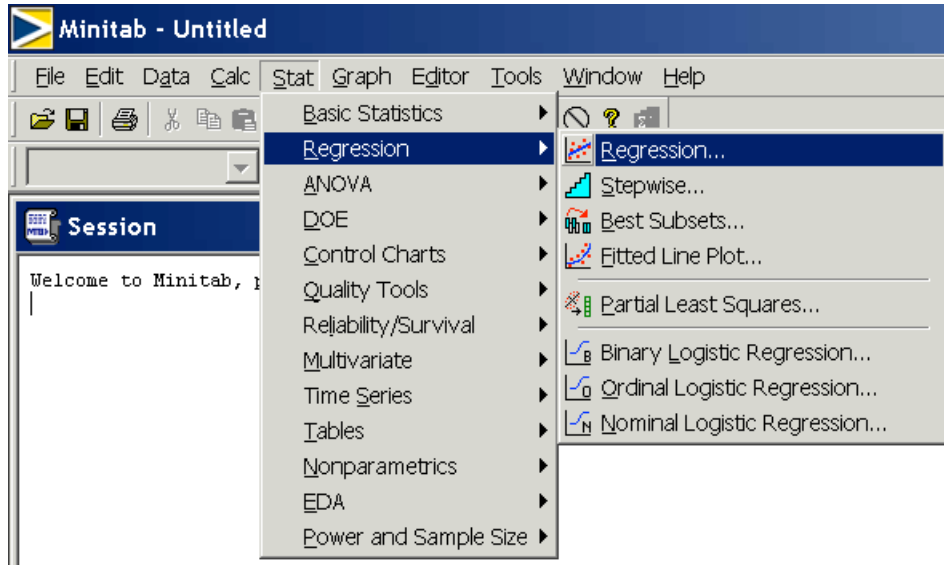 Minitab - Untitled
File Edit Data Calc Stat Graph Editor Tools Window Help
Basic Statistics
Regression
ANOVA
DOE
Control Charts
Quality Tools
Reliability/Survival
Multivariate
Time Series
Tables
Nonparametrics
EDA
Power and Sample Size
Regression...
Stepwise...
Best Subsets...
Fitted Line Plot...
Partial Least Squares...
Binary Logistic Regression...
Ordinal Logistic Regression...
Nominal Logistic Regression...
Session
Welcome to Minitab,